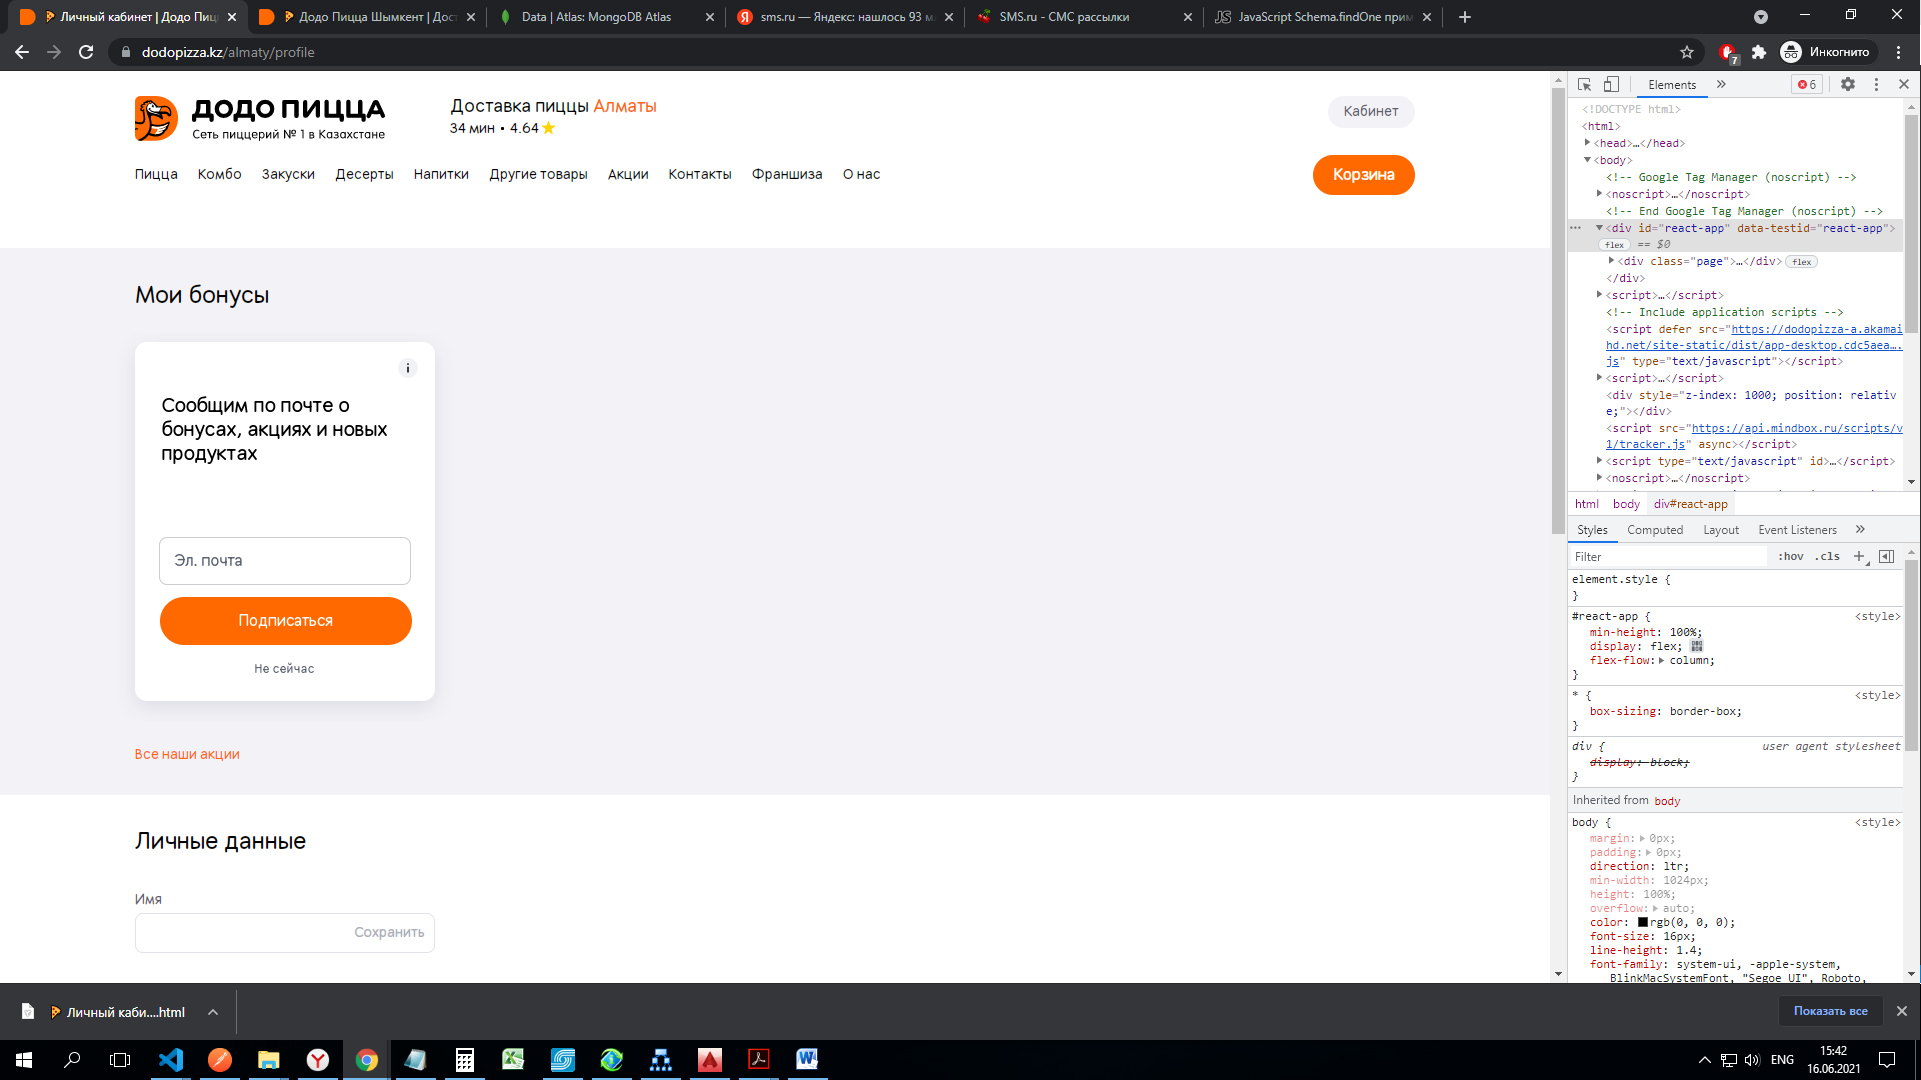 Личный кабинет | Додо Пиц
Додо Пицца Шымкент | Дост
Data | Atlas: MongoDB Atlas
sms.ru — Яндекс: нашлось 93 м
SMS.ru - СМС рассылки
JavaScript Schema.findOne прим
dodopizza.kz/almaty/profile
7
Инкогнито
ДОДО ПИЦЦА
Сеть пиццерий № 1 в Казахстане
Доставка пиццы Алматы
34 мин • 4.64
Кабинет
Пицца Комбо Закуски Десерты Напитки Другие товары Акции Контакты Франшиза О нас
Корзина
Мои бонусы
i
Сообщим по почте о
бонусах, акциях и новых
продуктах
Эл. почта
Подписаться
Не сейчас
Все наши акции
Личные данные
Имя
Сохранить
Elements
6
<!DOCTYPE html>
<html>
<head>…</head>
<body>
<!-- Google Tag Manager (noscript) -->
<noscript>…</noscript>
<!-- End Google Tag Manager (noscript) -->
<div id="react-app" data-testid="react-app">
flex == $0
<div class="page">…</div> flex
</div>
<script>…</script>
<!-- Include application scripts -->
<script defer src="https://dodopizza-a.akamai
hd.net/site-static/dist/app-desktop.cdc5aea….
js" type="text/javascript"></script>
<script>…</script>
<div style="z-index: 1000; position: relativ
e;"></div>
<script src="https://api.mindbox.ru/scripts/v
1/tracker.js" async></script>
<script type="text/javascript" id>…</script>
<noscript>…</noscript>
html body div#react-app
Styles Computed Layout Event Listeners
Filter :hov .cls
element.style {
}
#react-app { <style>
min-height: 100%;
display: flex;
flex-flow: column;
}
* { <style>
box-sizing: border-box;
}
div { user agent stylesheet
display: block;
}
Inherited from body
body { <style>
margin: 0px;
padding: 0px;
direction: ltr;
min-width: 1024px;
height: 100%;
overflow: auto;
color: rgb(0, 0, 0);
font-size: 16px;
line-height: 1.4;
font-family: system-ui, -apple-system,
BlinkMacSystemFont, "Segoe UI", Roboto,
Личный каби....html
Показать все
ENG
15:42
16.06.2021